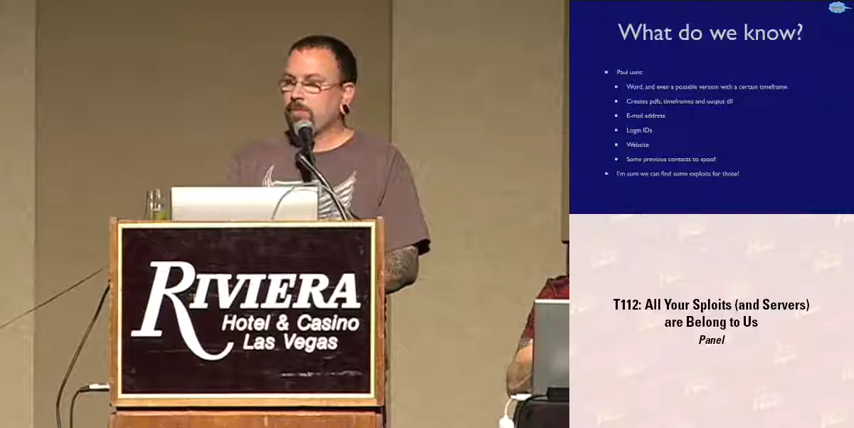 RIVIERA
Hotel & Casino
Las Vegas
What do we know?
Paul uses:
Word, and even a possible version with a certain timeframe
Creates pdfs, timeframes and output dll
E-mail address
Login IDs
Website
Some previous contacts to spoof
I'm sure we can find some exploits for those!
T112: All Your Sploits (and Servers)
are Belong to Us
Panel